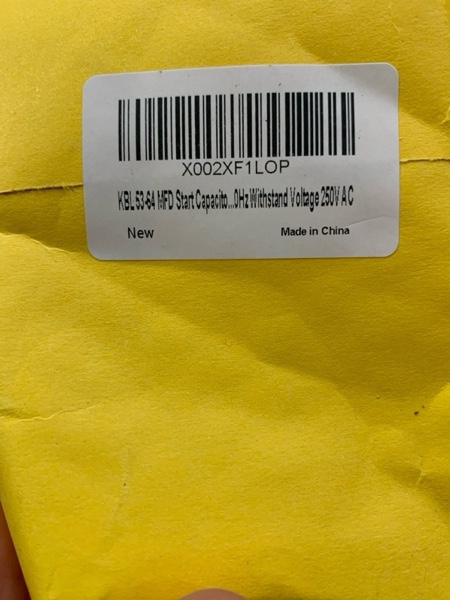 X002XF1LOP
KBL 53-64 MFD Start Capacito...0Hz Withstand Voltage 250V AC
New Made in China